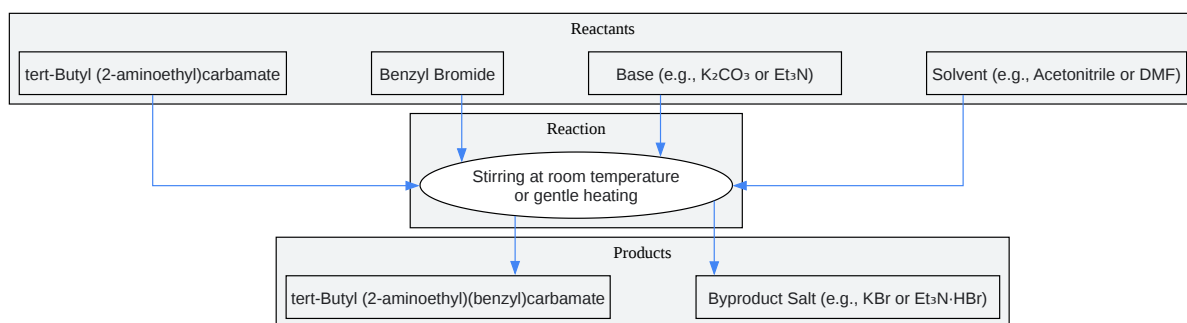 Reactants
tert-Butyl (2-aminoethyl)carbamate
Benzyl Bromide
Base (e.g., K₂CO₃ or Et₃N)
Solvent (e.g., Acetonitrile or DMF)
Reaction
Stirring at room temperature
or gentle heating
Products
tert-Butyl (2-aminoethyl)(benzyl)carbamate
Byproduct Salt (e.g., KBr or Et₃N·HBr)